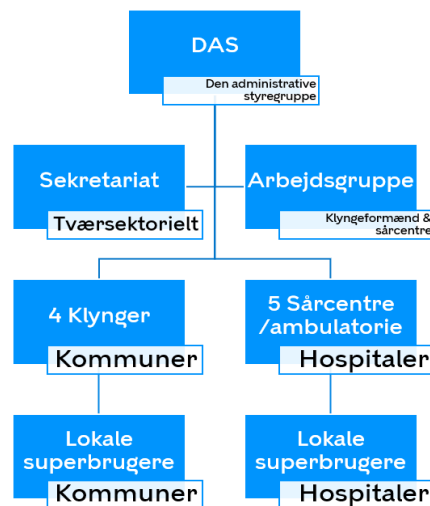 DAS
Den administrative
styregruppe
Sekretariat
Tværsektorielt
Arbejdsgruppe
Klyngeformænd &
sårcentre
4 Klynger
Kommuner
5 Sårcentre
/ambulatorie
Hospitaler
Lokale
superbrugere
Kommuner
Lokale
superbrugere
Hospitaler